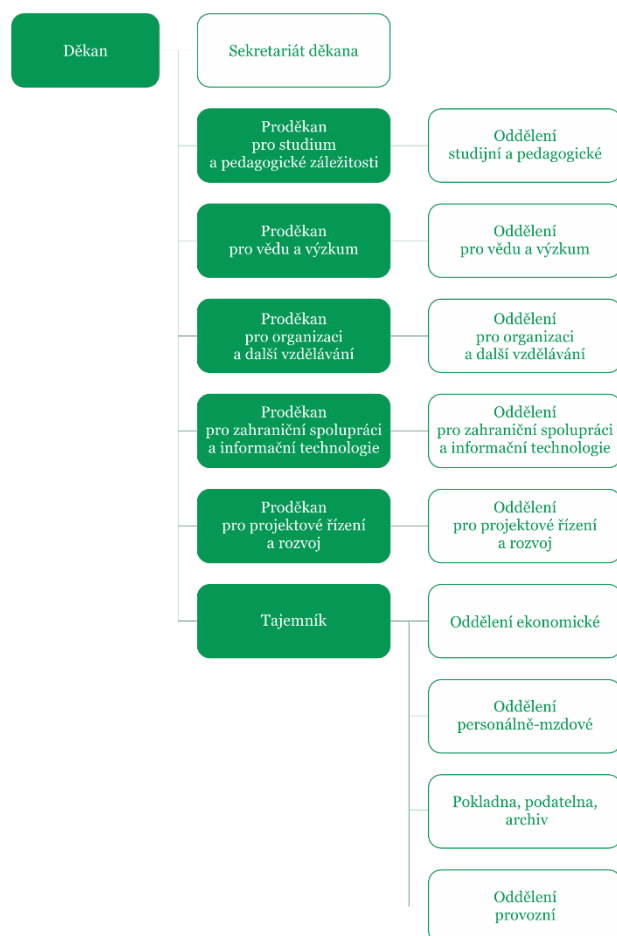 Děkan
Sekretariát děkana
Proděkan
pro studium
a pedagogické záležitosti
Oddělení
studijní a pedagogické
Proděkan
pro vědu a výzkum
Oddělení
pro vědu a výzkum
Proděkan
pro organizaci
a další vzdělávání
Oddělení
pro organizaci
a další vzdělávání
Proděkan
pro zahraniční spolupráci
a informační technologie
Oddělení
pro zahraniční spolupráci
a informační technologie
Proděkan
pro projektové řízení
a rozvoj
Oddělení
pro projektové řízení
a rozvoj
Tajemník
Oddělení ekonomické
Oddělení
personálně-mzdové
Pokladna, podatelna,
archiv
Oddělení
provozní